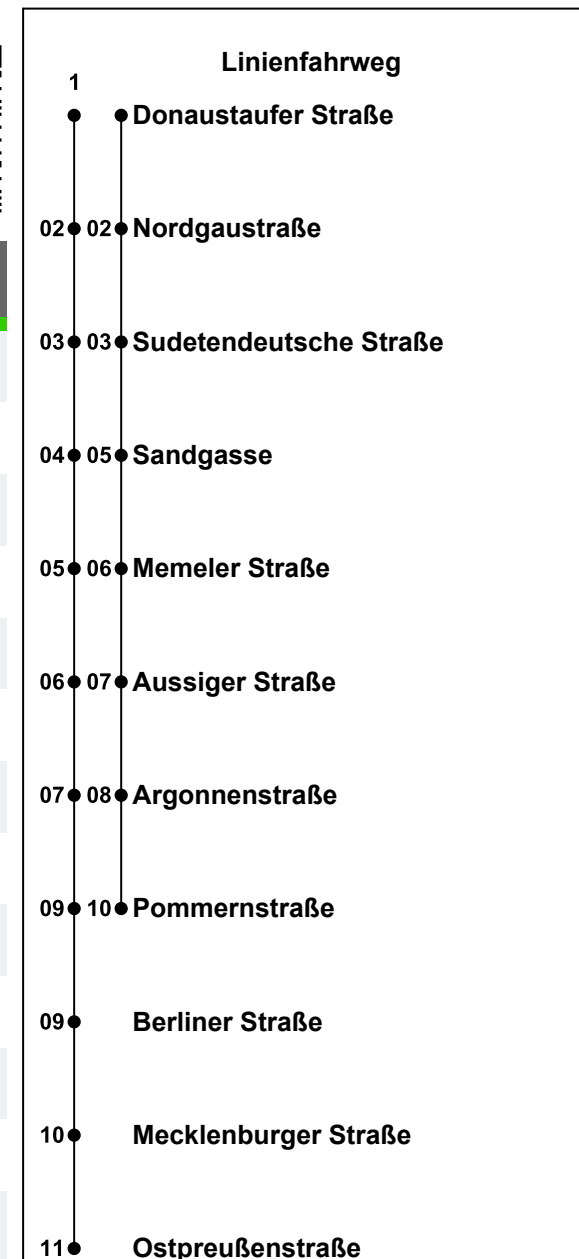 Linienfahrweg
1
Donaustaufer Straße
02 02 Nordgaustraße
03 03 Sudetendeutsche Straße
04 05 Sandgasse
05 06 Memeler Straße
06 07 Aussiger Straße
07 08 Argonnenstraße
09 10 Pommernstraße
09 Berliner Straße
10 Mecklenburger Straße
11 Ostpreußenstraße